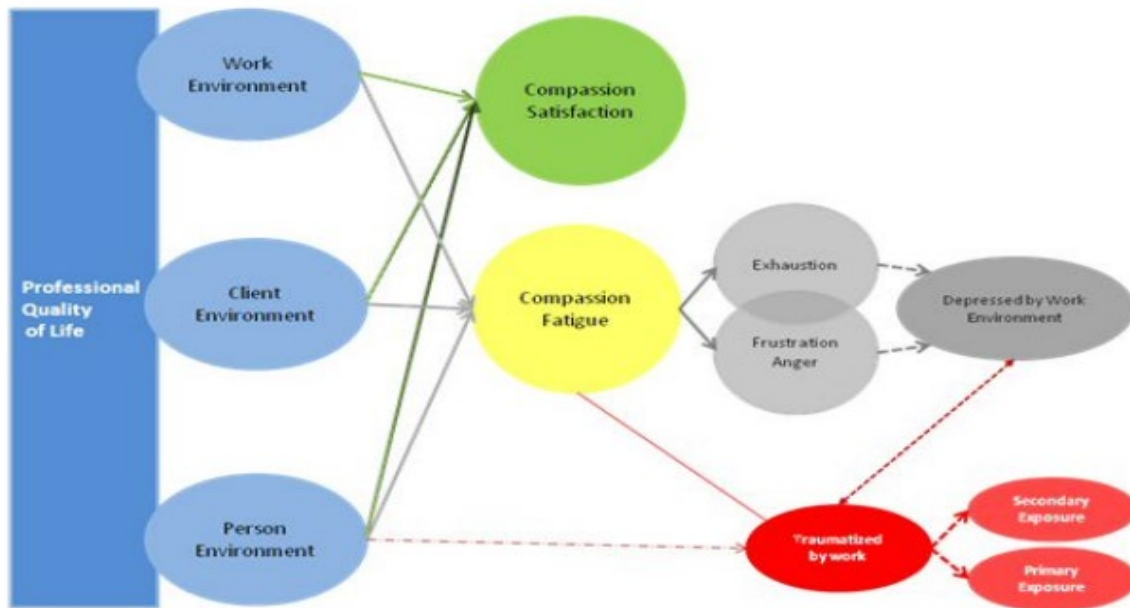 Professional
Quality
of Life
Work
Environment
Client
Environment
Person
Environment
Compassion
Satisfaction
Compassion
Fatigue
Exhaustion
Frustration
Anger
Depressed by Work
Environment
Traumatized
by work
Secondary
Exposure
Primary
Exposure